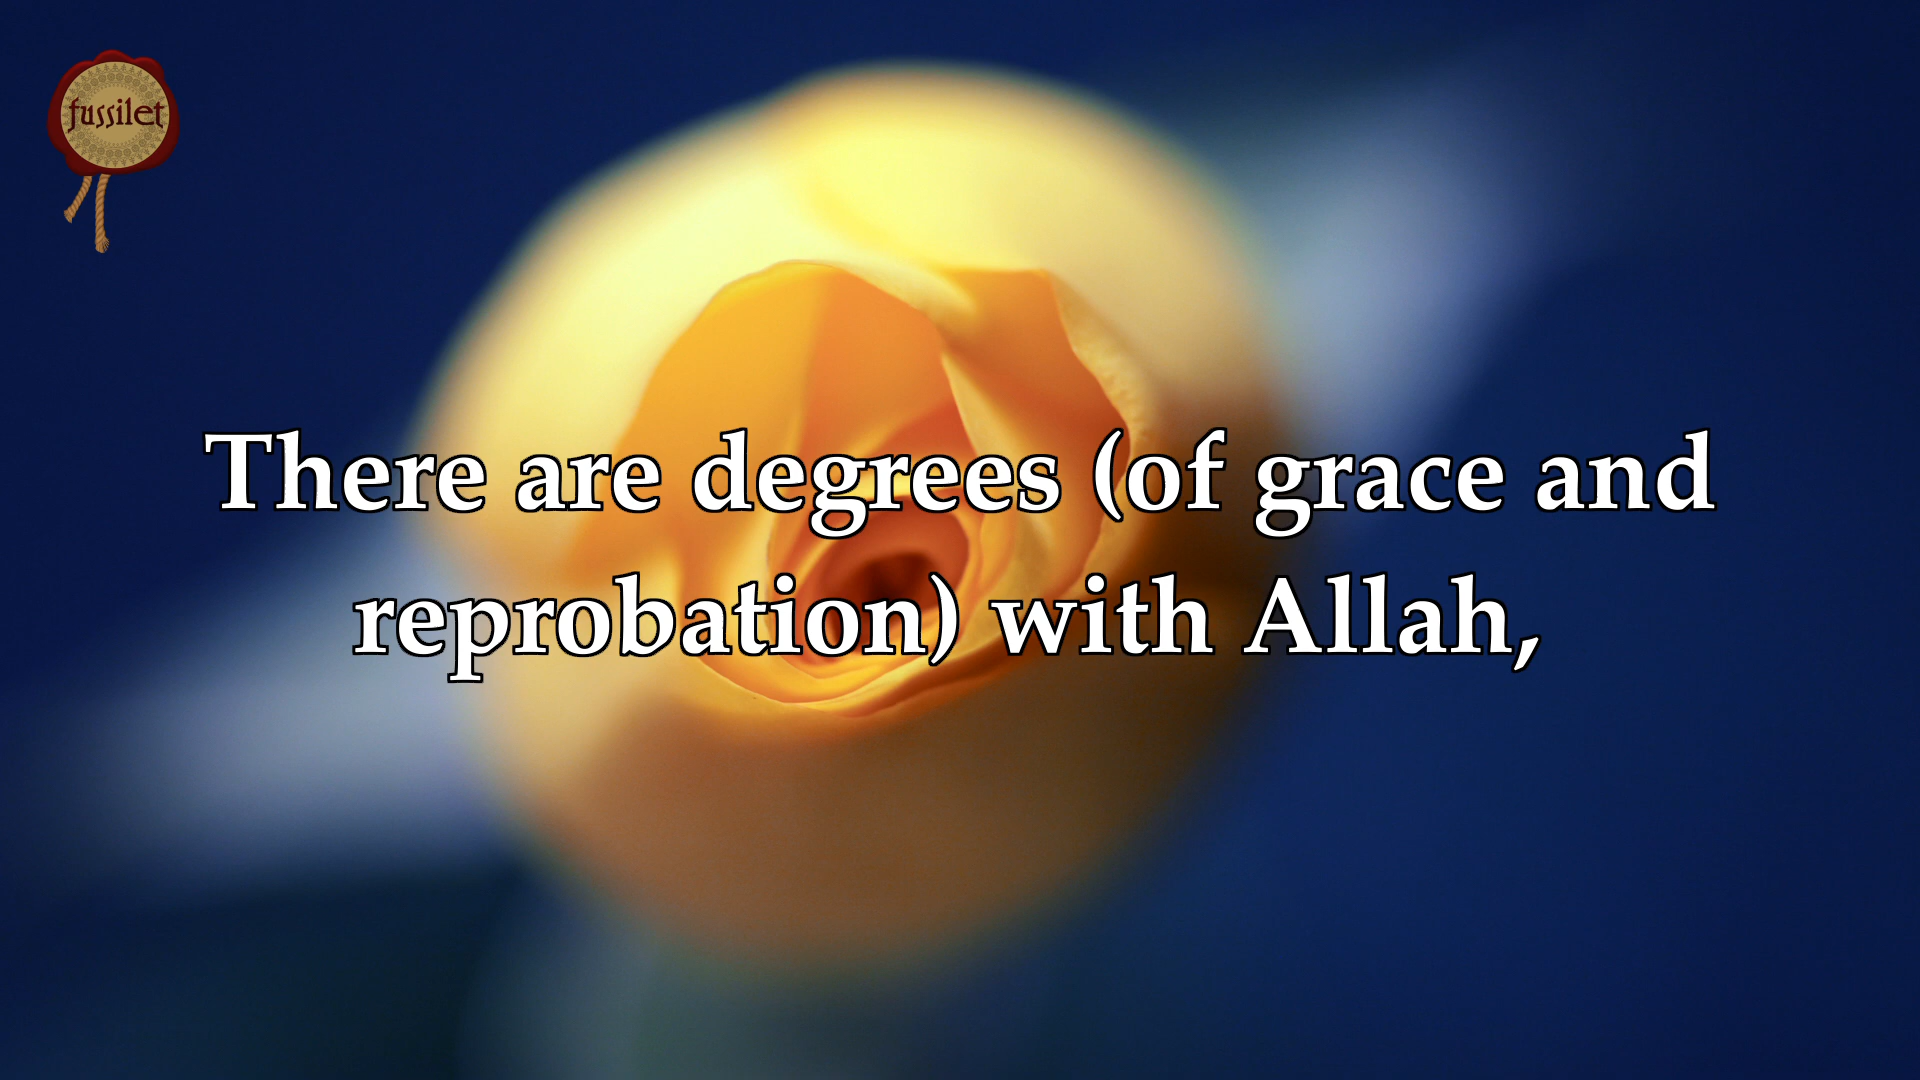 fussilet
There are degrees (of grace and
reprobation) with Allah,